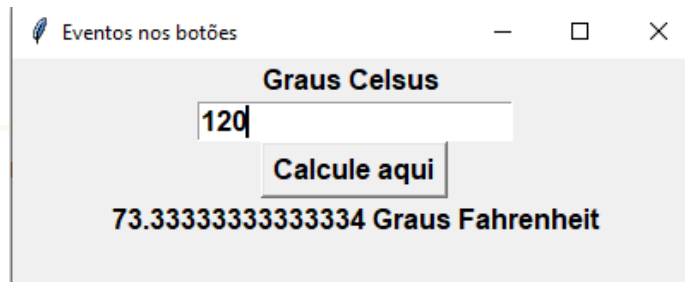 Eventos nos botões
Graus Celsus
120
Calcule aqui
73.33333333333334 Graus Fahrenheit